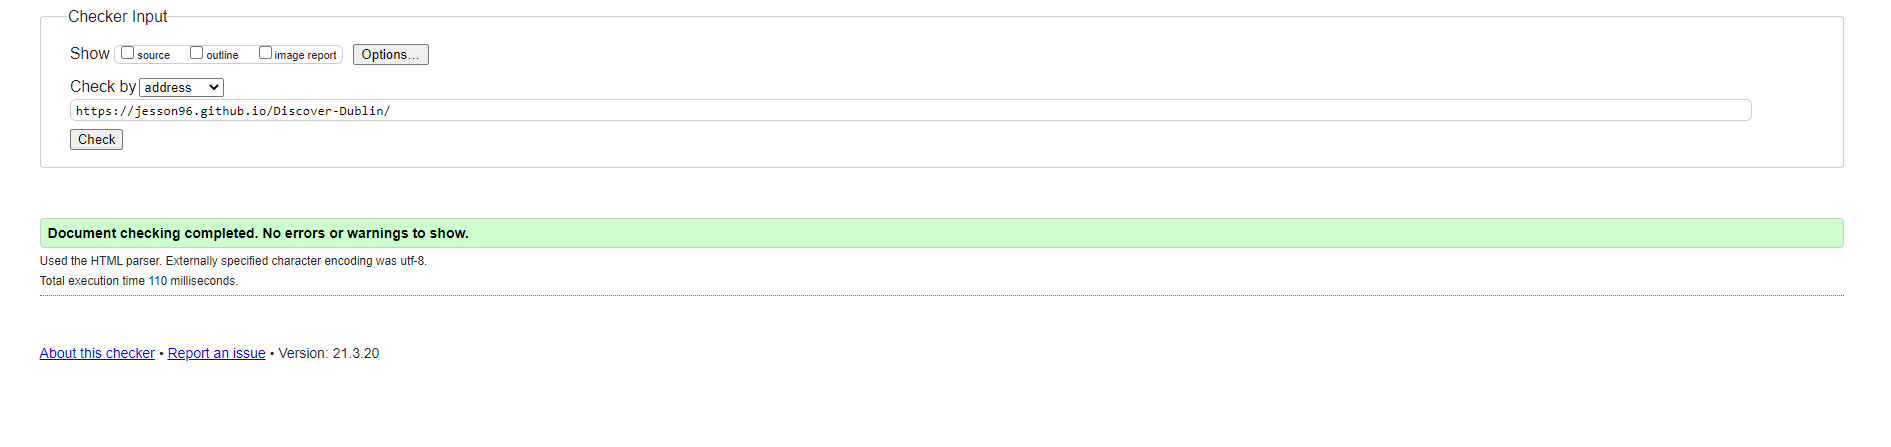 Checker Input
Show source outline image report Options...
Check by address
https://jesson96.github.io/Discover-Dublin/
Check
Document checking completed. No errors or warnings to show.
Used the HTML parser. Externally specified character encoding was utf-8.
Total execution time 110 milliseconds.
About this checker • Report an issue • Version: 21.3.20